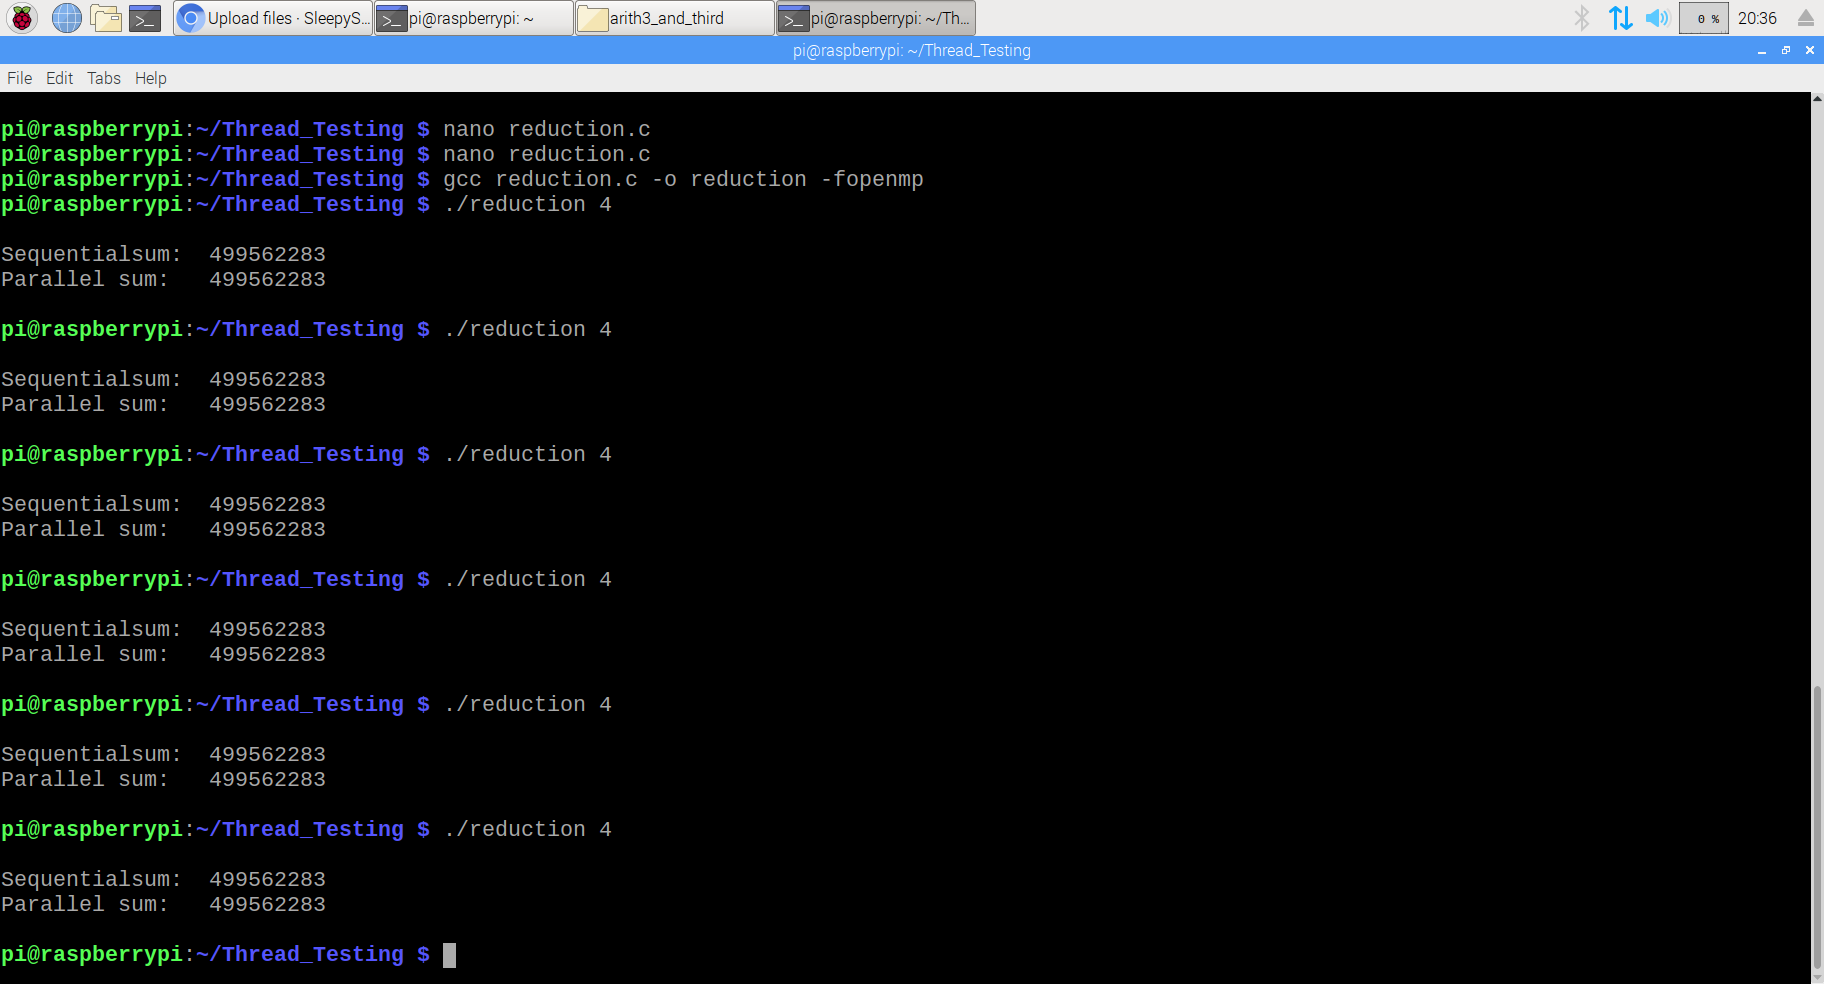 Upload files · SleepyS... pi@raspberrypi: ~ arith3_and_third pi@raspberrypi: ~/Th... 0 % 20:36
pi@raspberrypi: ~/Thread_Testing
File Edit Tabs Help
pi@raspberrypi:~/Thread_Testing $ nano reduction.c
pi@raspberrypi:~/Thread_Testing $ nano reduction.c
pi@raspberrypi:~/Thread_Testing $ gcc reduction.c -o reduction -fopenmp
pi@raspberrypi:~/Thread_Testing $ ./reduction 4
Sequentialsum:  499562283
Parallel sum:   499562283
pi@raspberrypi:~/Thread_Testing $ ./reduction 4
Sequentialsum:  499562283
Parallel sum:   499562283
pi@raspberrypi:~/Thread_Testing $ ./reduction 4
Sequentialsum:  499562283
Parallel sum:   499562283
pi@raspberrypi:~/Thread_Testing $ ./reduction 4
Sequentialsum:  499562283
Parallel sum:   499562283
pi@raspberrypi:~/Thread_Testing $ ./reduction 4
Sequentialsum:  499562283
Parallel sum:   499562283
pi@raspberrypi:~/Thread_Testing $ ./reduction 4
Sequentialsum:  499562283
Parallel sum:   499562283
pi@raspberrypi:~/Thread_Testing $